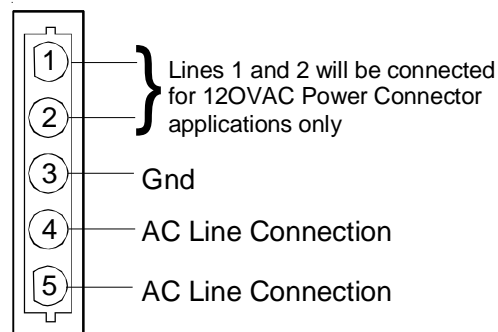 1
Lines 1 and 2 will be connected
for 12OVAC Power Connector
2
applications only
3
Gnd
4
AC Line Connection
5
AC Line Connection